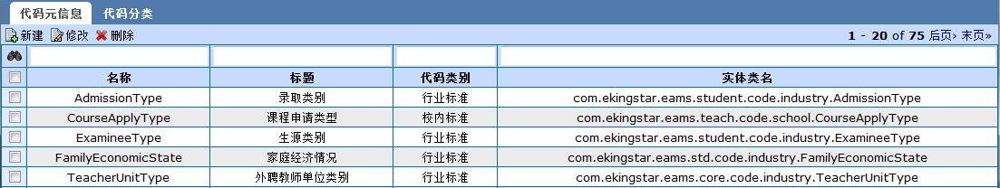 代码元信息 代码分类
新建 修改 删除 1 - 20 of 75 后页› 末页»
名称 标题 代码类别 实体类名
AdmissionType 录取类别 行业标准 com.ekingstar.eams.student.code.industry.AdmissionType
CourseApplyType 课程申请类型 校内标准 com.ekingstar.eams.teach.code.school.CourseApplyType
ExamineeType 生源类别 行业标准 com.ekingstar.eams.student.code.industry.ExamineeType
FamilyEconomicState 家庭经济情况 行业标准 com.ekingstar.eams.std.code.industry.FamilyEconomicState
TeacherUnitType 外聘教师单位类别 行业标准 com.ekingstar.eams.core.code.industry.TeacherUnitType